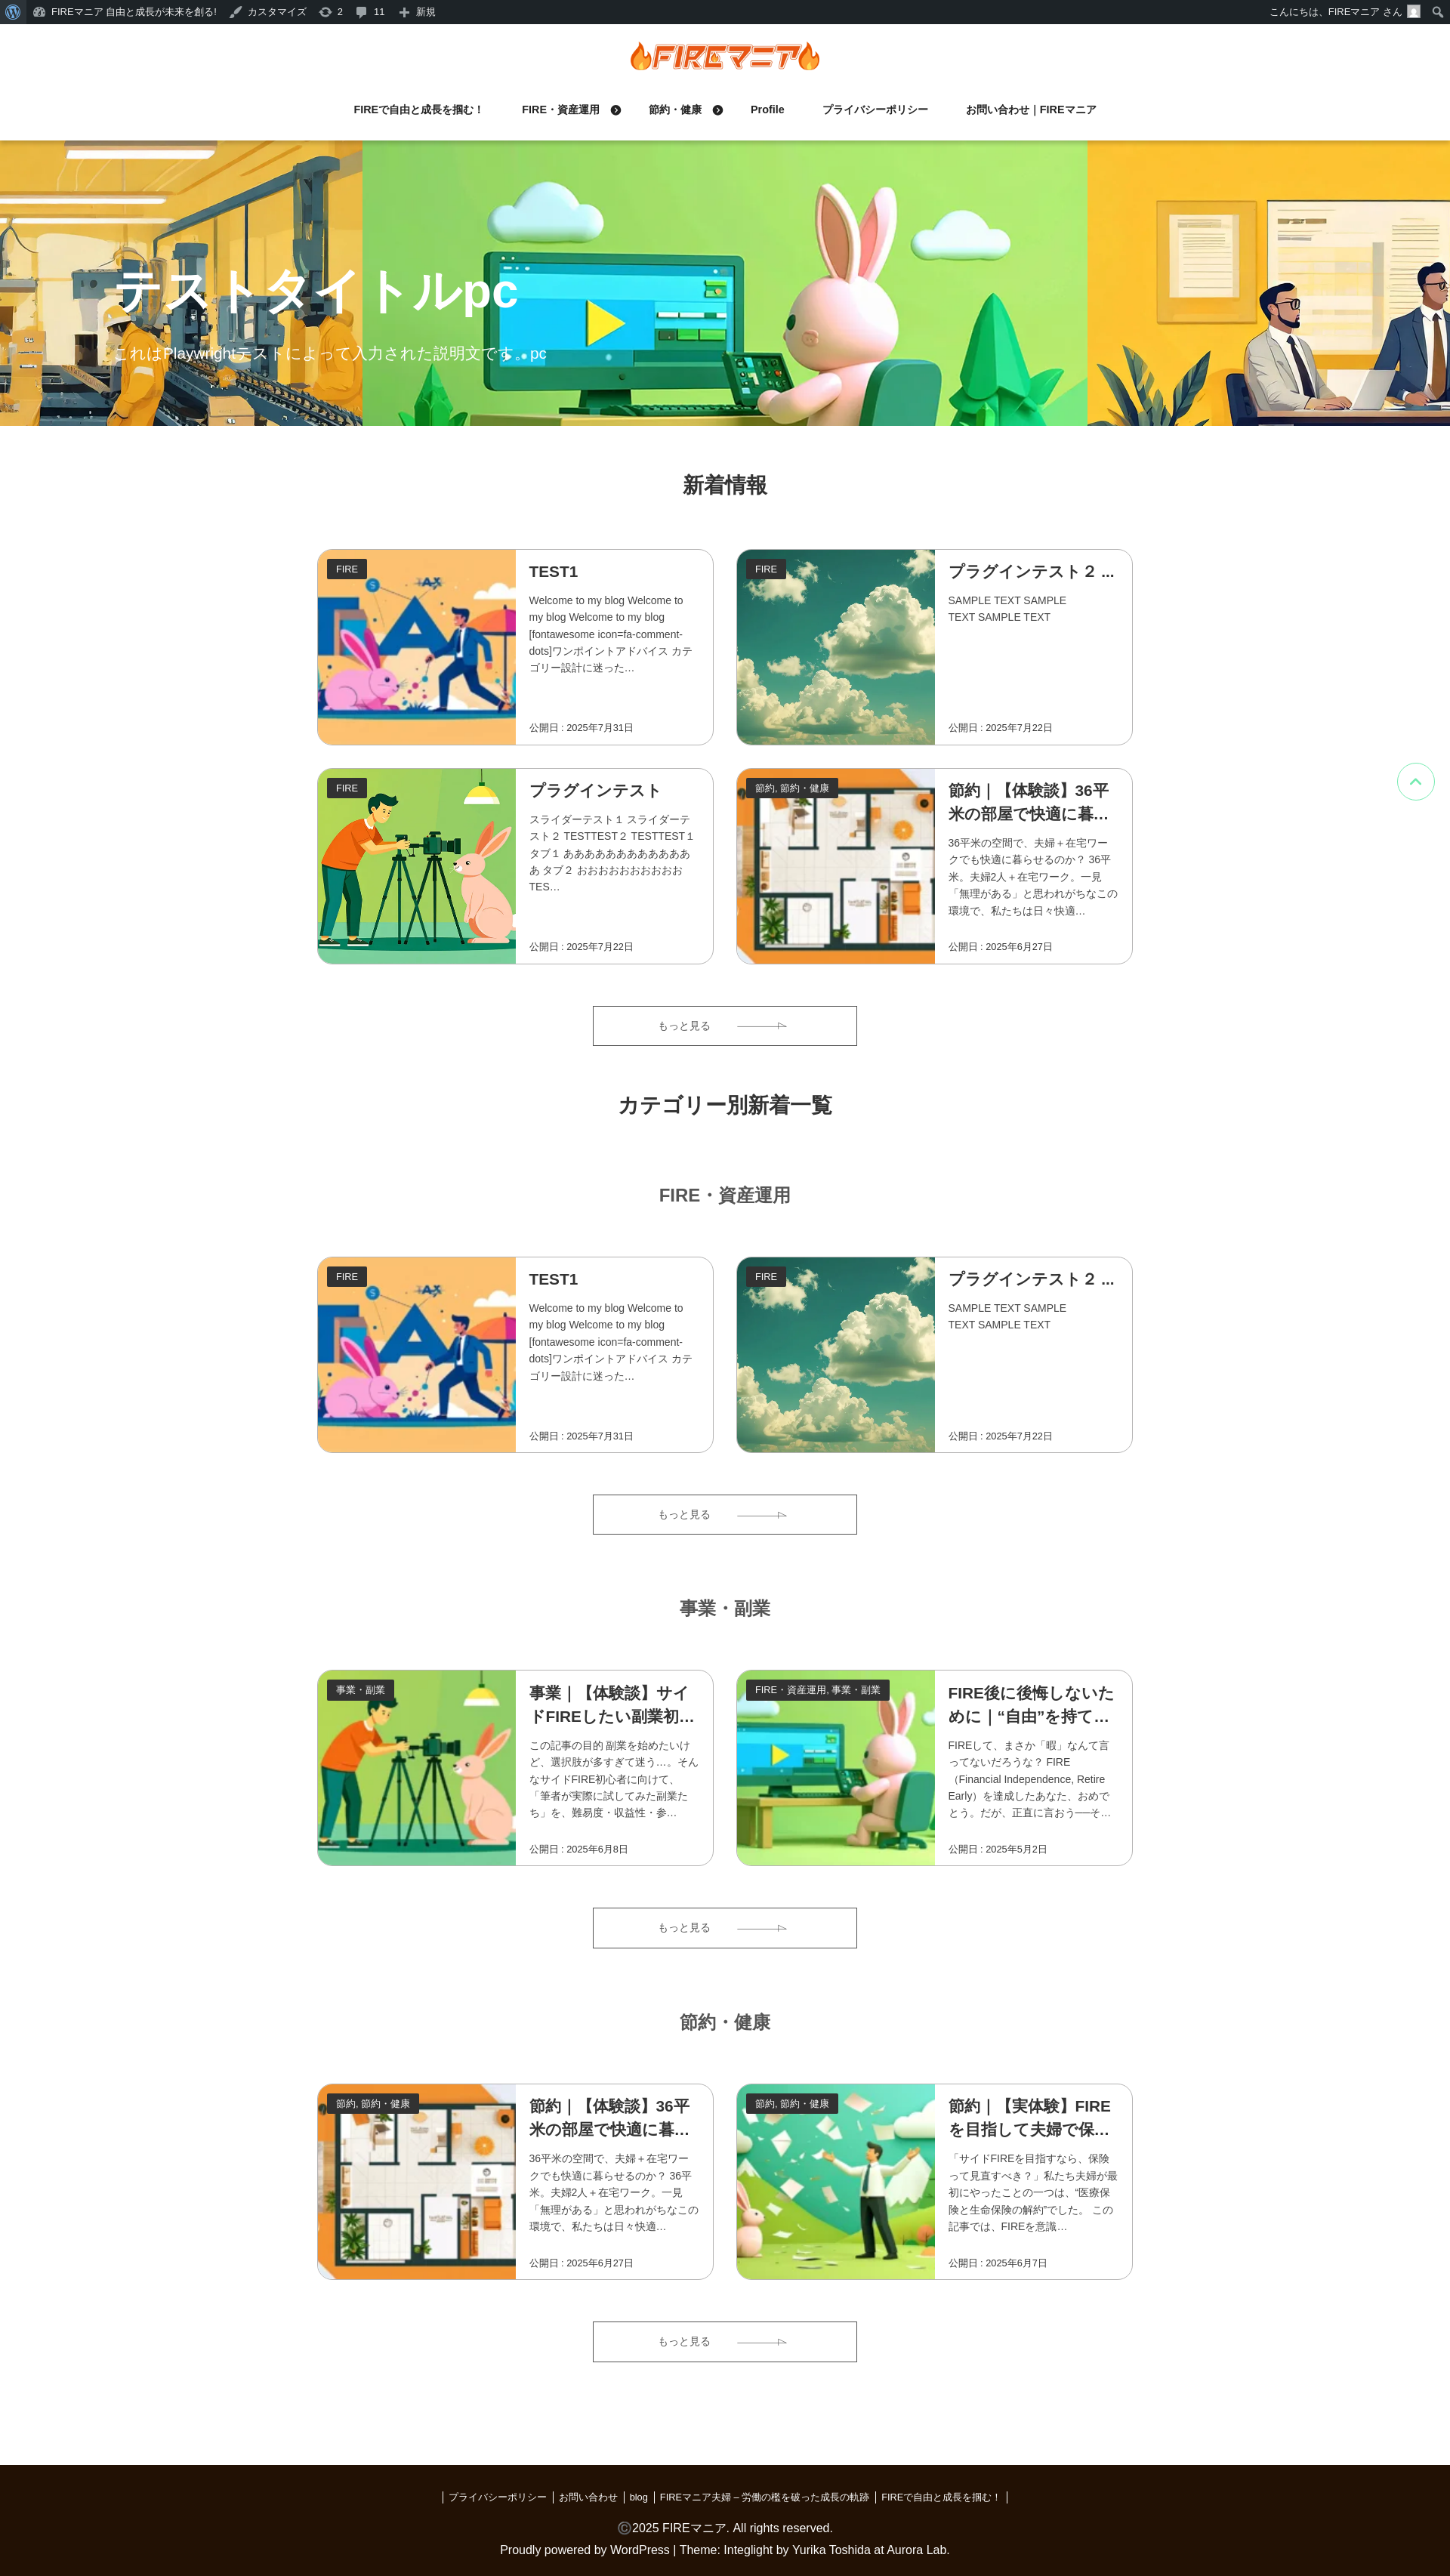 FIREマニア 自由と成長が未来を創る! カスタマイズ 2 11 新規 こんにちは、FIREマニア さん
FIREマニア
FIREで自由と成長を掴む！ FIRE・資産運用 節約・健康 Profile プライバシーポリシー お問い合わせ｜FIREマニア
テストタイトルpc
これはPlaywrightテストによって入力された説明文です。pc
新着情報
FIRE
TEST1
Welcome to my blog Welcome to
my blog Welcome to my blog
[fontawesome icon=fa-comment-
dots]ワンポイントアドバイス カテ
ゴリー設計に迷った…
公開日 : 2025年7月31日
FIRE
プラグインテスト２ ...
SAMPLE TEXT SAMPLE
TEXT SAMPLE TEXT
公開日 : 2025年7月22日
FIRE
プラグインテスト
スライダーテスト１ スライダーテ
スト２ TESTTEST２ TESTTEST１
タブ１ ああああああああああああ
あ タブ２ おおおおおおおおおお
TES…
公開日 : 2025年7月22日
節約, 節約・健康
節約｜【体験談】36平
米の部屋で快適に暮...
36平米の空間で、夫婦＋在宅ワー
クでも快適に暮らせるのか？ 36平
米。夫婦2人＋在宅ワーク。一見
「無理がある」と思われがちなこの
環境で、私たちは日々快適…
公開日 : 2025年6月27日
もっと見る
カテゴリー別新着一覧
FIRE・資産運用
FIRE
TEST1
Welcome to my blog Welcome to
my blog Welcome to my blog
[fontawesome icon=fa-comment-
dots]ワンポイントアドバイス カテ
ゴリー設計に迷った…
公開日 : 2025年7月31日
FIRE
プラグインテスト２ ...
SAMPLE TEXT SAMPLE
TEXT SAMPLE TEXT
公開日 : 2025年7月22日
もっと見る
事業・副業
事業・副業
事業｜【体験談】サイ
ドFIREしたい副業初...
この記事の目的 副業を始めたいけ
ど、選択肢が多すぎて迷う…。そん
なサイドFIRE初心者に向けて、
「筆者が実際に試してみた副業た
ち」を、難易度・収益性・参…
公開日 : 2025年6月8日
FIRE・資産運用, 事業・副業
FIRE後に後悔しないた
めに｜“自由”を持て...
FIREして、まさか「暇」なんて言
ってないだろうな？ FIRE
（Financial Independence, Retire
Early）を達成したあなた、おめで
とう。だが、正直に言おう──そ…
公開日 : 2025年5月2日
もっと見る
節約・健康
節約, 節約・健康
節約｜【体験談】36平
米の部屋で快適に暮...
36平米の空間で、夫婦＋在宅ワー
クでも快適に暮らせるのか？ 36平
米。夫婦2人＋在宅ワーク。一見
「無理がある」と思われがちなこの
環境で、私たちは日々快適…
公開日 : 2025年6月27日
節約, 節約・健康
節約｜【実体験】FIRE
を目指して夫婦で保...
「サイドFIREを目指すなら、保険
って見直すべき？」私たち夫婦が最
初にやったことの一つは、“医療保
険と生命保険の解約”でした。 この
記事では、FIREを意識…
公開日 : 2025年6月7日
もっと見る
プライバシーポリシー お問い合わせ blog FIREマニア夫婦 – 労働の檻を破った成長の軌跡 FIREで自由と成長を掴む！
©2025 FIREマニア. All rights reserved.
Proudly powered by WordPress | Theme: Integlight by Yurika Toshida at Aurora Lab.